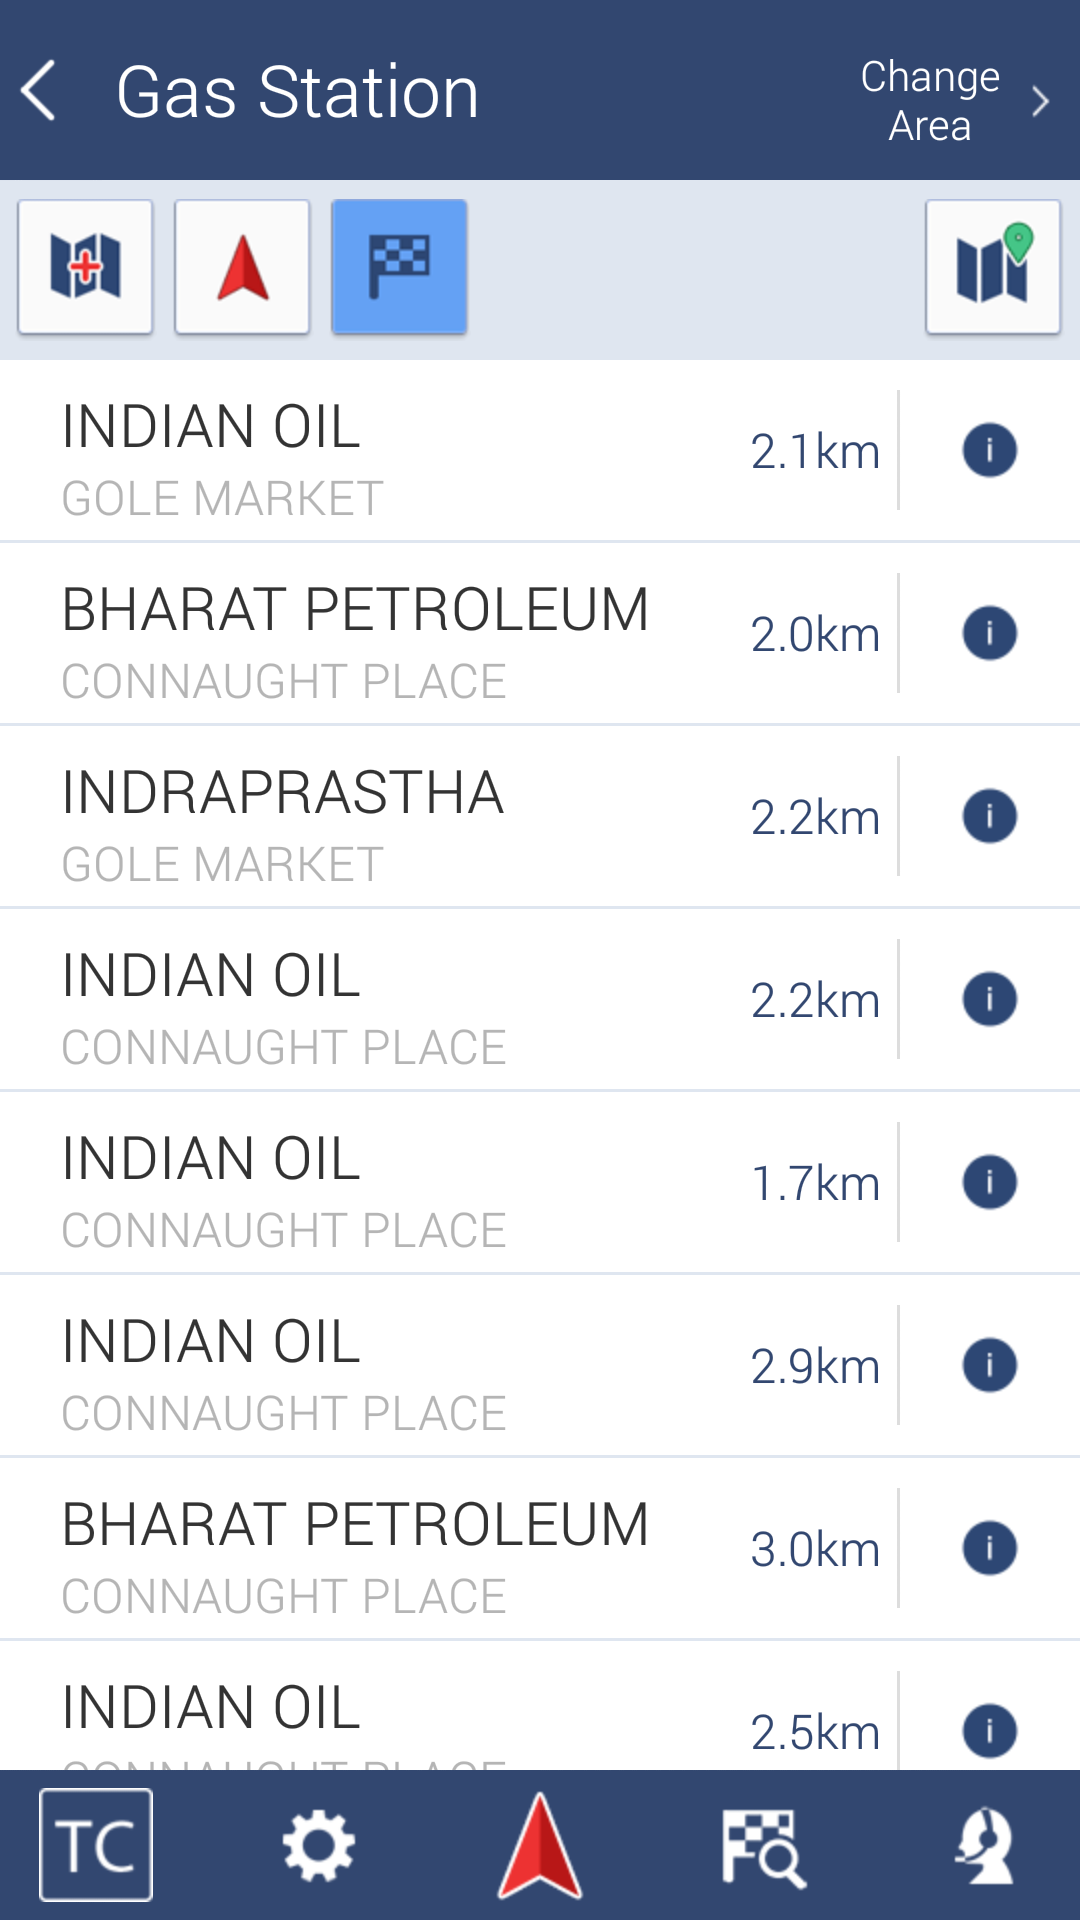 Gas Station
Change
Area
INDIAN OIL
2.1km
GOLE MARKET
BHARAT PETROLEUM
2.0km
CONNAUGHT PLACE
INDRAPRASTHA
2.2km
GOLE MARKET
INDIAN OIL
2.2km
CONNAUGHT PLACE
INDIAN OIL
1.7km
CONNAUGHT PLACE
INDIAN OIL
2.9km
CONNAUGHT PLACE
BHARAT PETROLEUM
3.0km
CONNAUGHT PLACE
INDIAN OIL
2.5km
TC